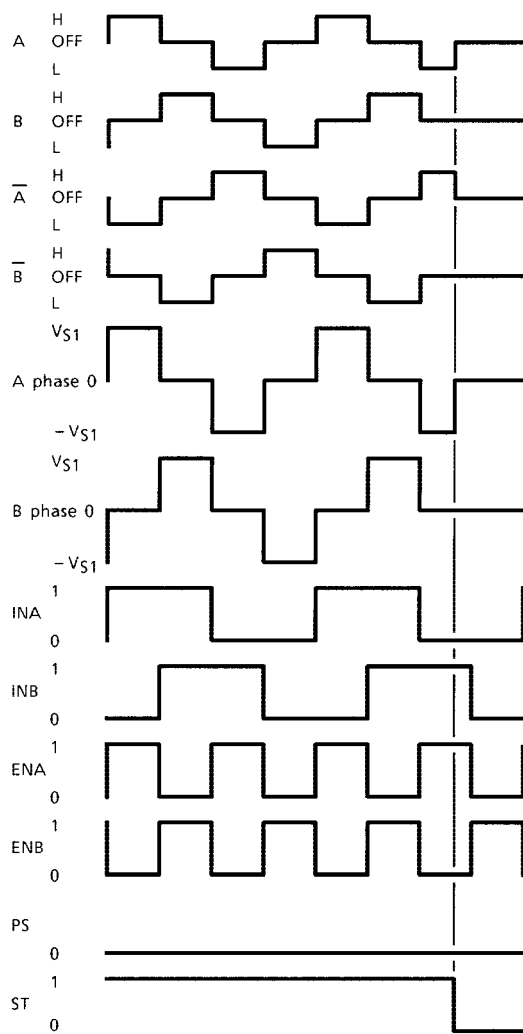 H
A OFF
L
H
B OFF
L
H
A̅ OFF
L
H
B̅ OFF
L
VS1
A phase 0
−VS1
VS1
B phase 0
−VS1
1
INA
0
1
INB
0
1
ENA
0
1
ENB
0
PS
0
1
ST
0